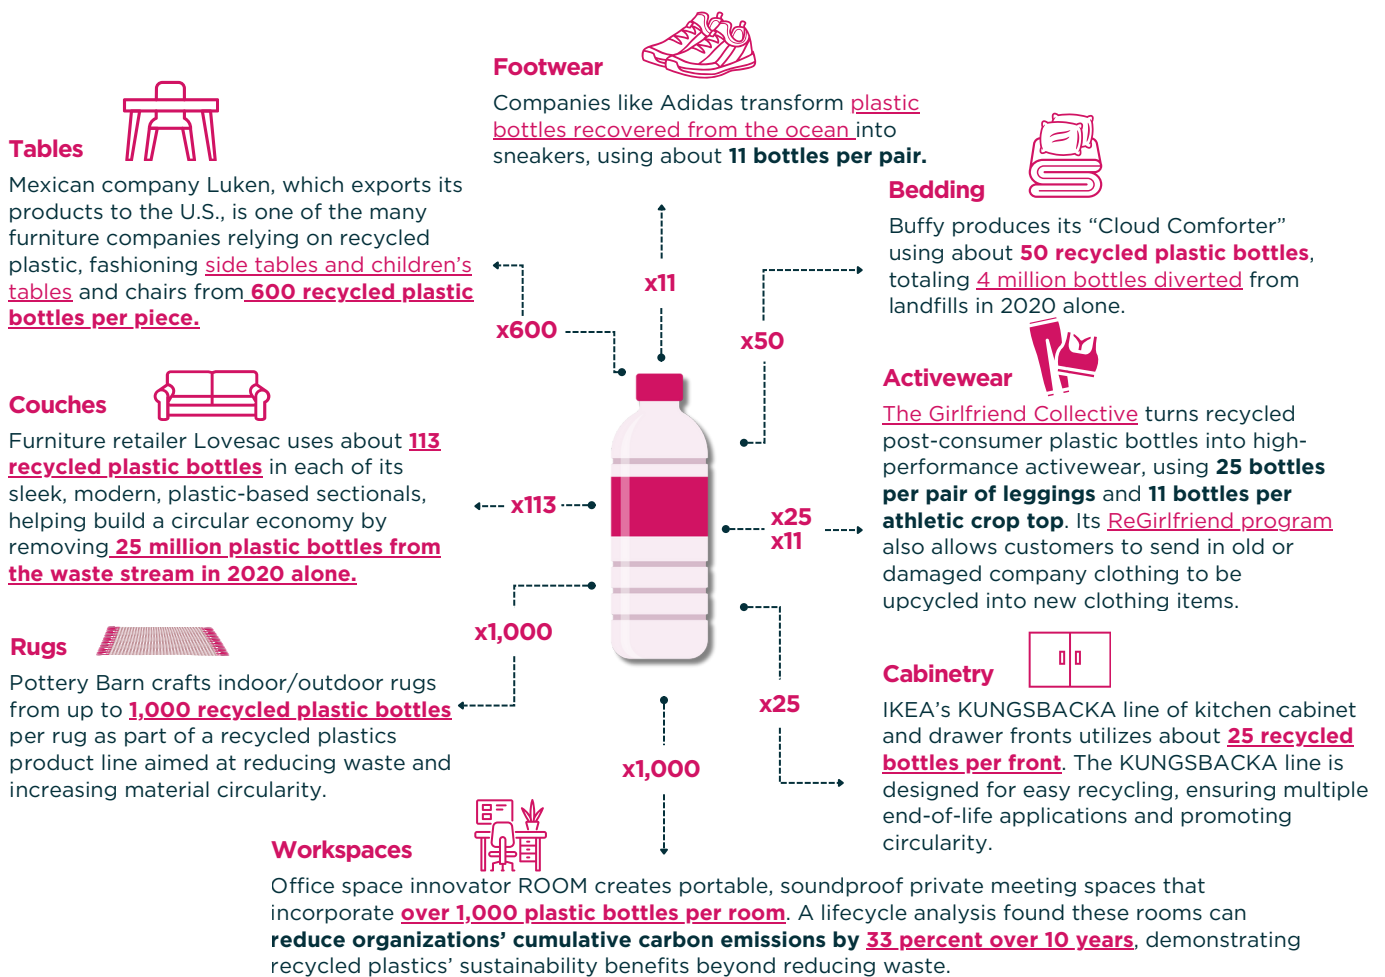 Footwear
Companies like Adidas transform plastic
bottles recovered from the ocean into
sneakers, using about 11 bottles per pair.
Tables
Mexican company Luken, which exports its
products to the U.S., is one of the many
furniture companies relying on recycled
plastic, fashioning side tables and children's
tables and chairs from 600 recycled plastic
bottles per piece.
Bedding
Buffy produces its “Cloud Comforter”
using about 50 recycled plastic bottles,
totaling 4 million bottles diverted from
landfills in 2020 alone.
x11
x600
x50
Couches
Furniture retailer Lovesac uses about 113
recycled plastic bottles in each of its
sleek, modern, plastic-based sectionals,
helping build a circular economy by
removing 25 million plastic bottles from
the waste stream in 2020 alone.
Activewear
The Girlfriend Collective turns recycled
post-consumer plastic bottles into high-
performance activewear, using 25 bottles
per pair of leggings and 11 bottles per
athletic crop top. Its ReGirlfriend program
also allows customers to send in old or
damaged company clothing to be
upcycled into new clothing items.
x113
x25
x11
x1,000
Rugs
Pottery Barn crafts indoor/outdoor rugs
from up to 1,000 recycled plastic bottles
per rug as part of a recycled plastics
product line aimed at reducing waste and
increasing material circularity.
Cabinetry
IKEA’s KUNGSBACKA line of kitchen cabinet
and drawer fronts utilizes about 25 recycled
bottles per front. The KUNGSBACKA line is
designed for easy recycling, ensuring multiple
end-of-life applications and promoting
circularity.
x25
x1,000
Workspaces
Office space innovator ROOM creates portable, soundproof private meeting spaces that
incorporate over 1,000 plastic bottles per room. A lifecycle analysis found these rooms can
reduce organizations’ cumulative carbon emissions by 33 percent over 10 years, demonstrating
recycled plastics’ sustainability benefits beyond reducing waste.